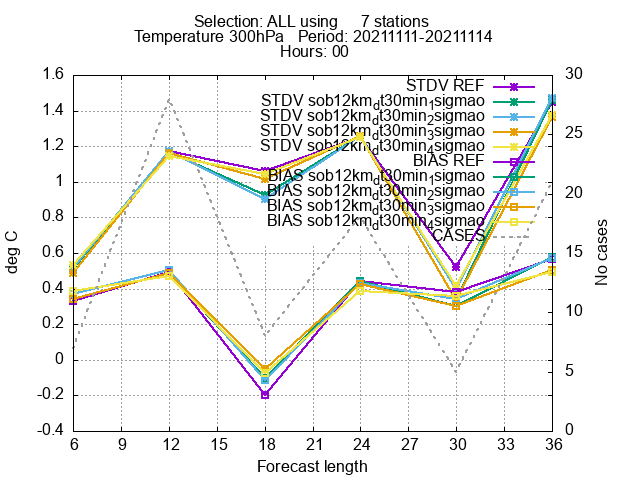 Selection: ALL using 7 stations
Temperature 300hPa Period: 20211111-20211114
Hours: 00
1.6
1.4
1.2
1
0.8
0.6
0.4
0.2
0
-0.2
-0.4
deg C
30
25
20
15
10
5
0
No cases
STDV REF
STDV sob12km_dt30min_1sigmao
STDV sob12km_dt30min_2sigmao
STDV sob12km_dt30min_3sigmao
STDV sob12km_dt30min_4sigmao
BIAS REF
BIAS sob12km_dt30min_1sigmao
BIAS sob12km_dt30min_2sigmao
BIAS sob12km_dt30min_3sigmao
BIAS sob12km_dt30min_4sigmao
CASES
6 9 12 15 18 21 24 27 30 33 36
Forecast length